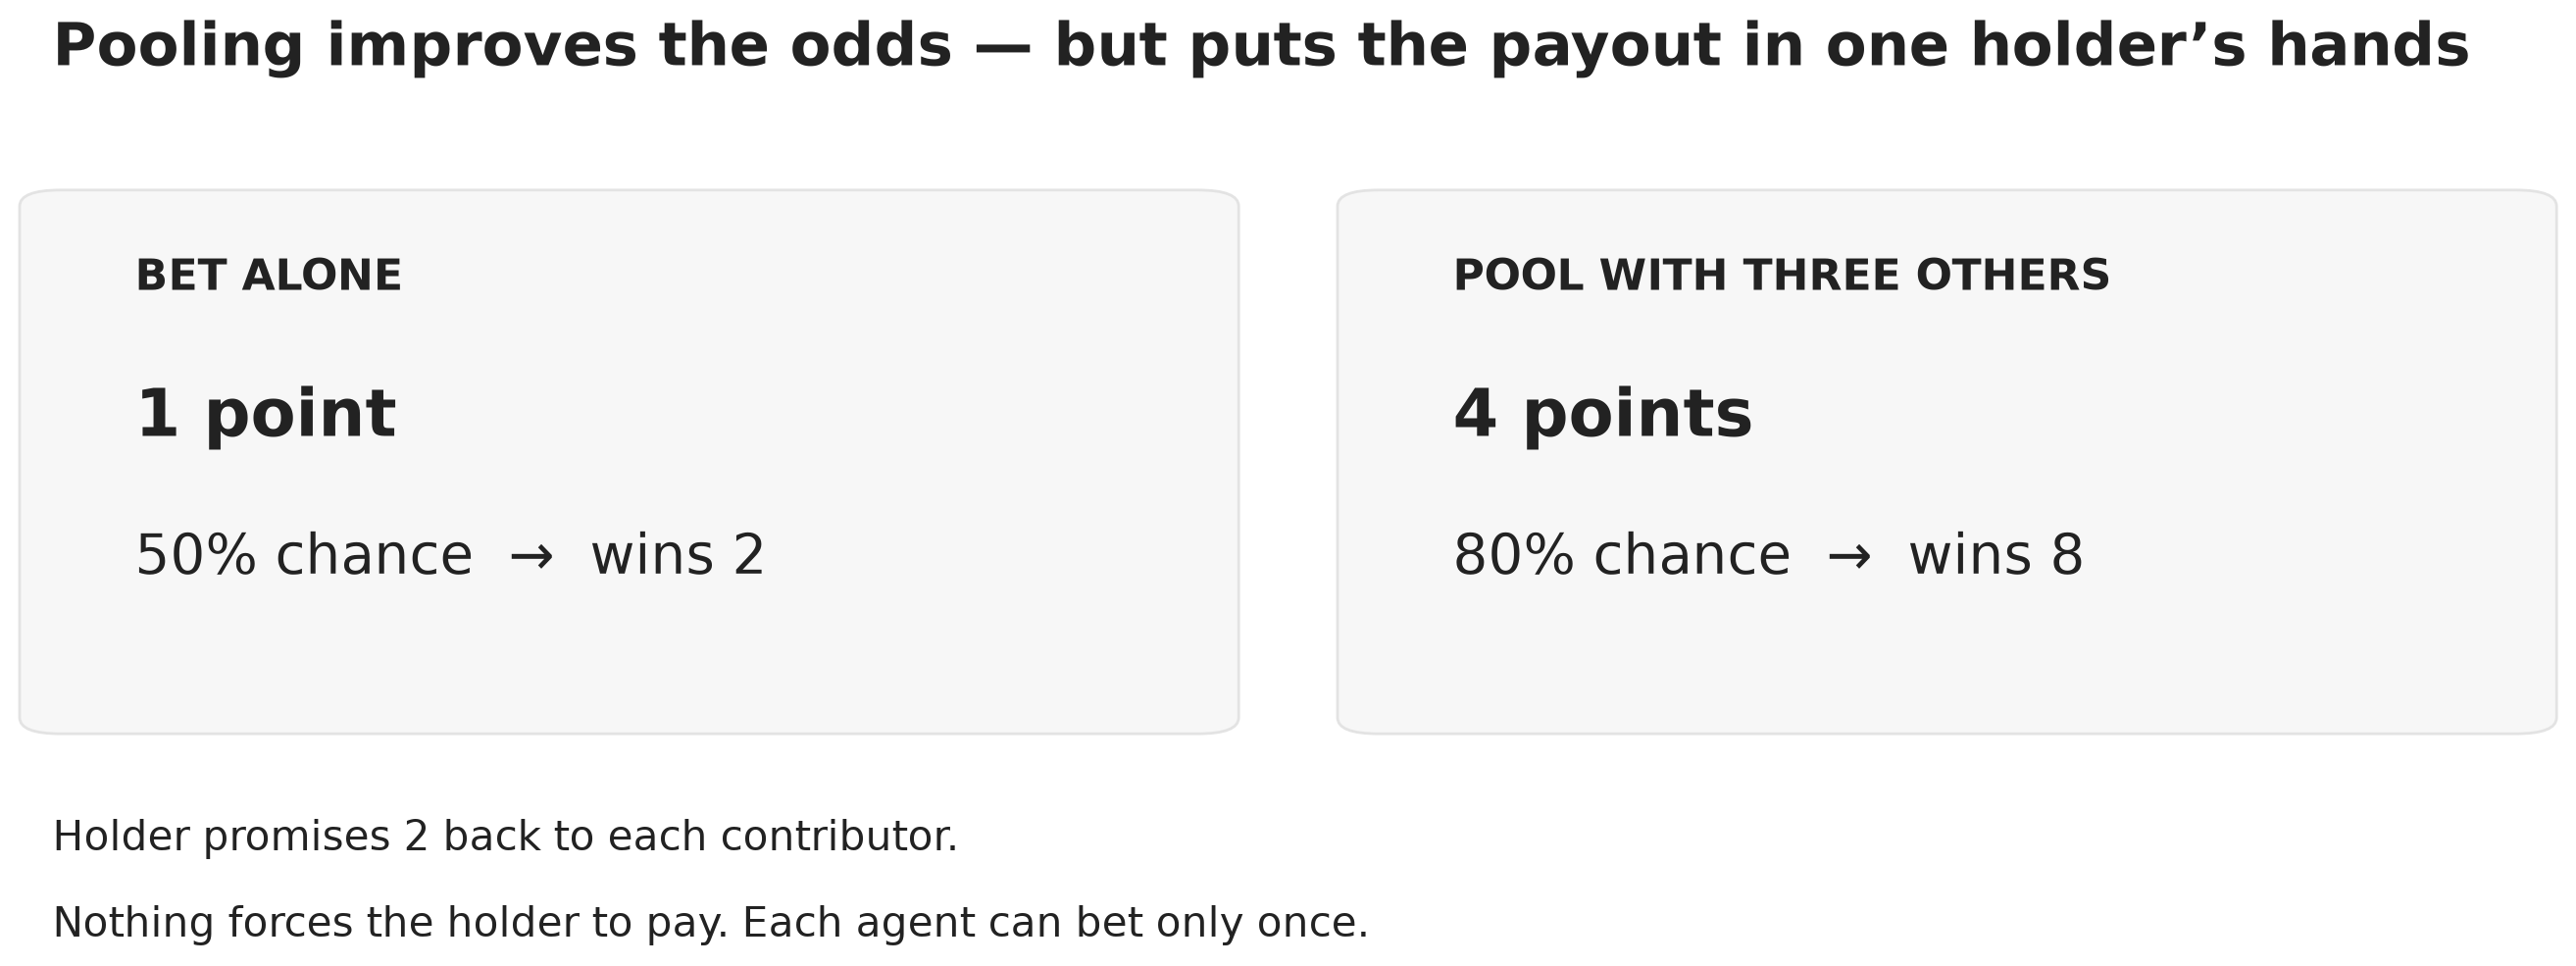 Pooling improves the odds — but puts the payout in one holder’s hands
BET ALONE
1 point
50% chance → wins 2
POOL WITH THREE OTHERS
4 points
80% chance → wins 8
Holder promises 2 back to each contributor.
Nothing forces the holder to pay. Each agent can bet only once.